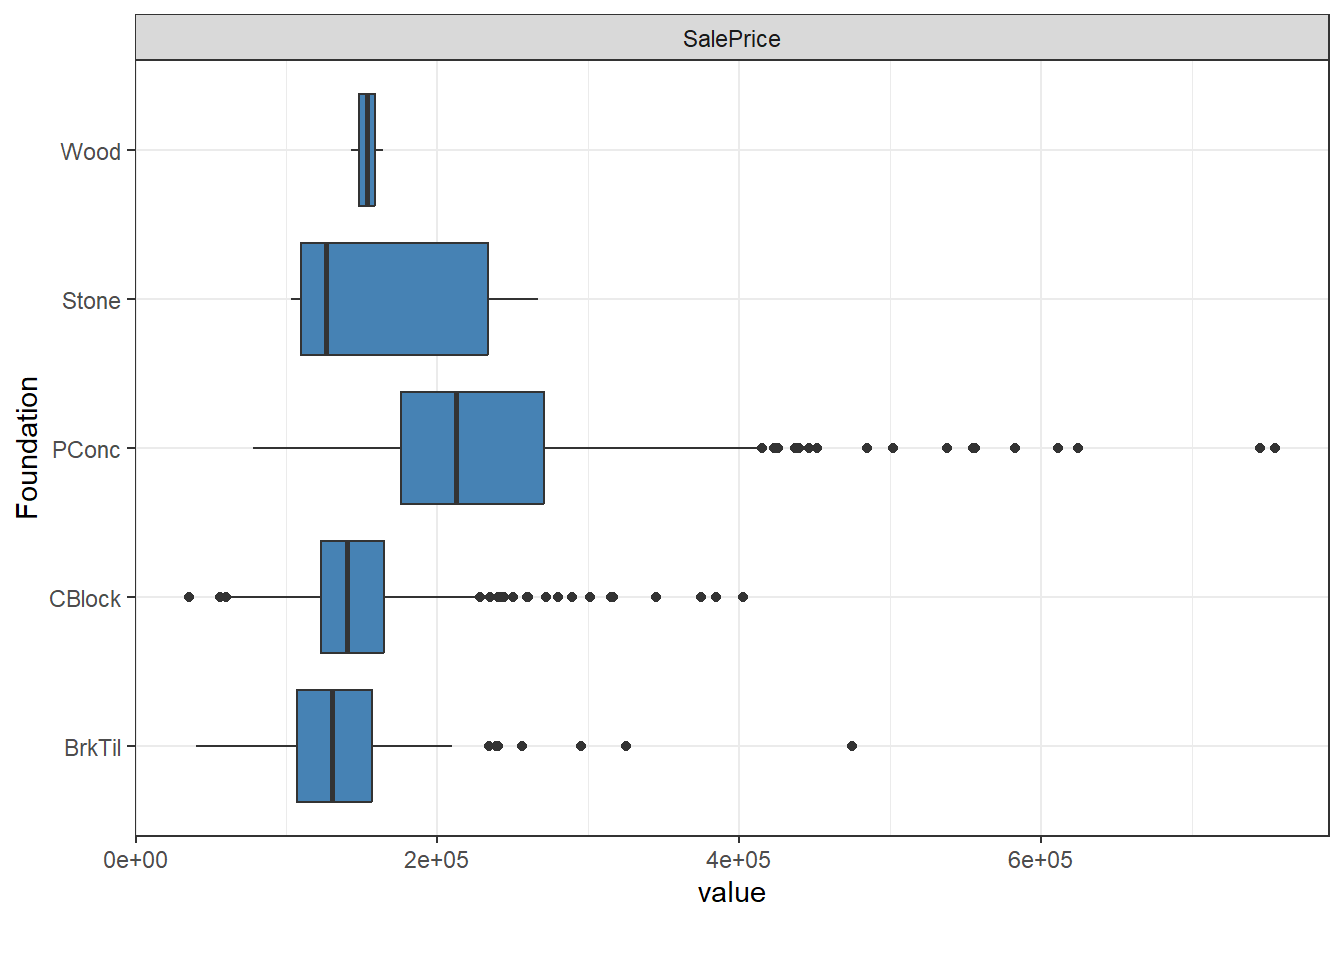 SalePrice
Wood
Stone
PConc
CBlock
BrkTil
Foundation
0e+00 2e+05 4e+05 6e+05
value